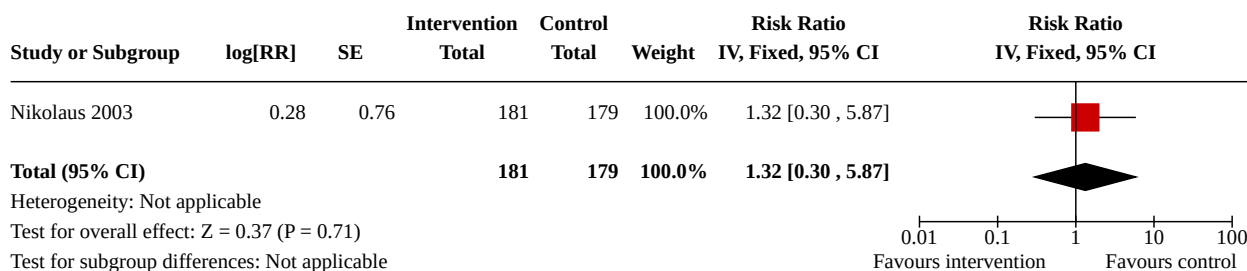 Intervention Control Risk Ratio Risk Ratio
Study or Subgroup log[RR] SE Total Total Weight IV, Fixed, 95% CI IV, Fixed, 95% CI
Nikolaus 2003 0.28 0.76 181 179 100.0% 1.32 [0.30 , 5.87]
Total (95% CI) 181 179 100.0% 1.32 [0.30 , 5.87]
Heterogeneity: Not applicable
Test for overall effect: Z = 0.37 (P = 0.71)
0.01 0.1 1 10 100
Test for subgroup differences: Not applicable Favours intervention Favours control